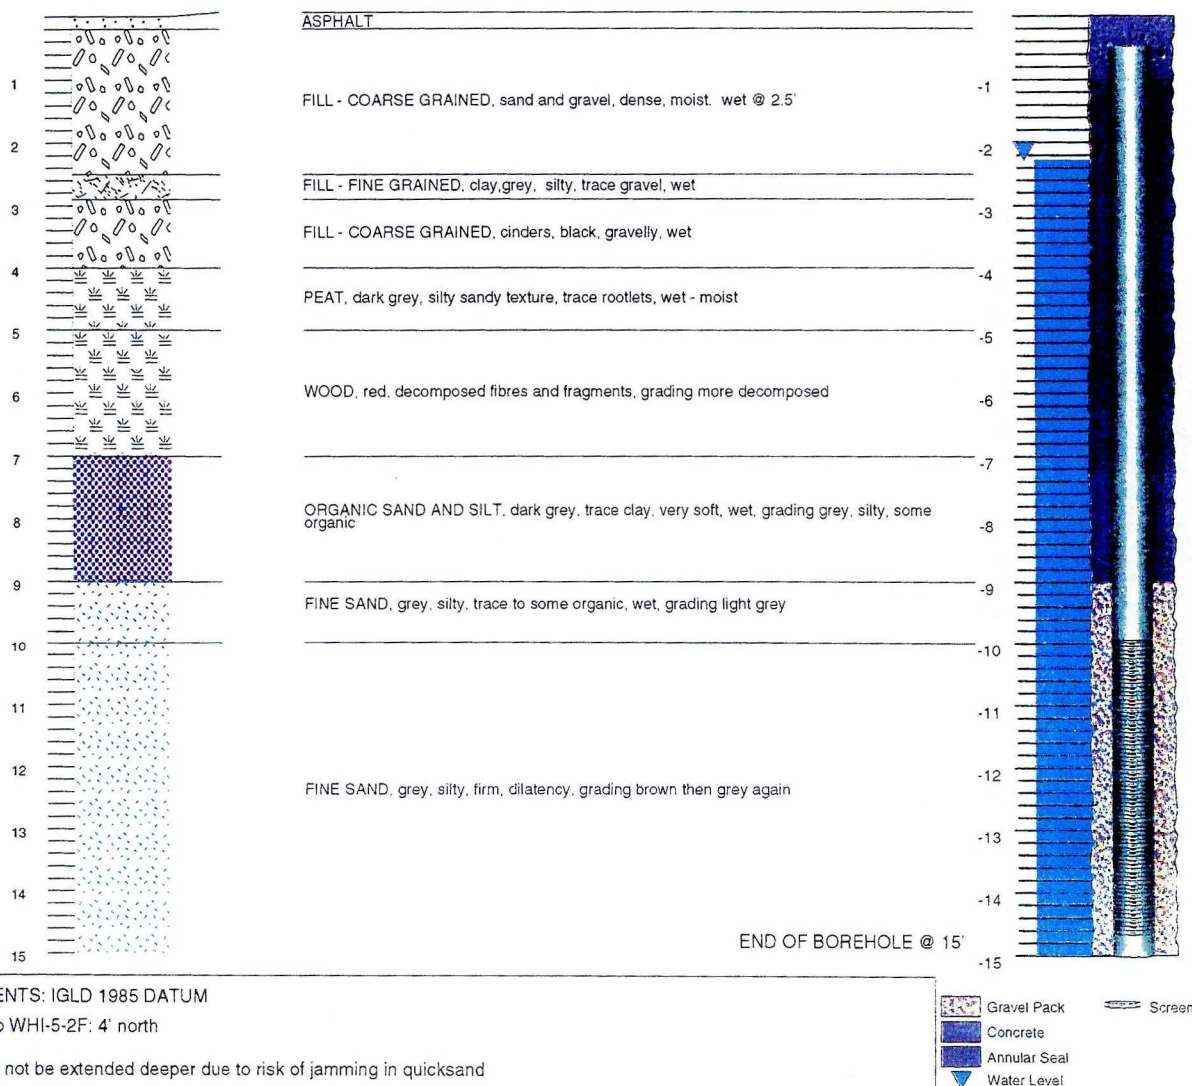 ASPHALT
1
FILL - COARSE GRAINED, sand and gravel, dense, moist. wet @ 2.5'
-1
2
-2
FILL - FINE GRAINED, clay,grey, silty, trace gravel, wet
3
FILL - COARSE GRAINED, cinders, black, gravelly, wet
-3
4
-4
PEAT, dark grey, silty sandy texture, trace rootlets, wet - moist
5
-5
6
WOOD, red, decomposed fibres and fragments, grading more decomposed
-6
7
-7
8
ORGANIC SAND AND SILT, dark grey, trace clay, very soft, wet, grading grey, silty, some
organic
-8
9
-9
FINE SAND, grey, silty, trace to some organic, wet, grading light grey
10
-10
11
-11
12
-12
FINE SAND, grey, silty, firm, dilatency, grading brown then grey again
13
-13
14
-14
END OF BOREHOLE @ 15'
15
-15
ENTS: IGLD 1985 DATUM
WHI-5-2F: 4' north
not be extended deeper due to risk of jamming in quicksand
Gravel Pack
Screen
Concrete
Annular Seal
Water Level